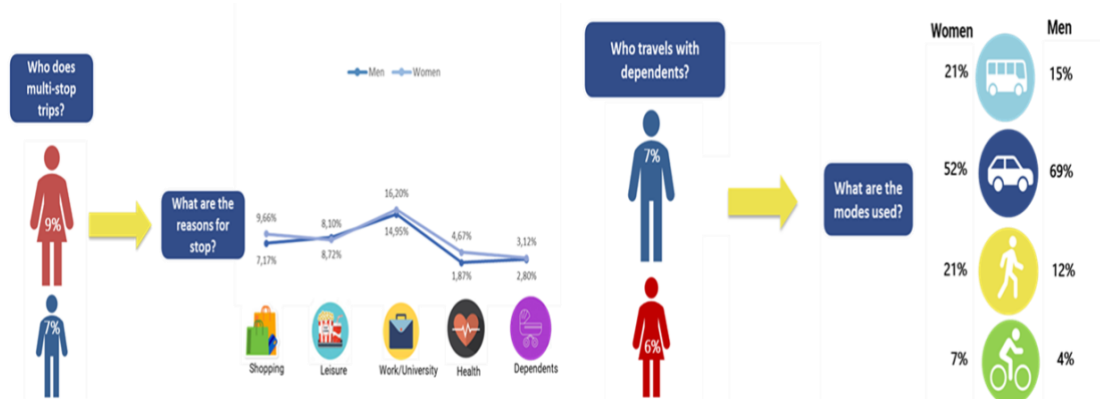 Who does
multi-stop
trips?
9%
7%
What are the
reasons for
stop?
Men Women
9,66%
7,17%
8,10%
8,72%
16,20%
14,95%
4,67%
1,87%
3,12%
2,80%
Shopping
Leisure
Work/University
Health
Dependents
Who travels with
dependents?
7%
6%
What are the
modes used?
Women Men
21% 15%
52% 69%
21% 12%
7% 4%